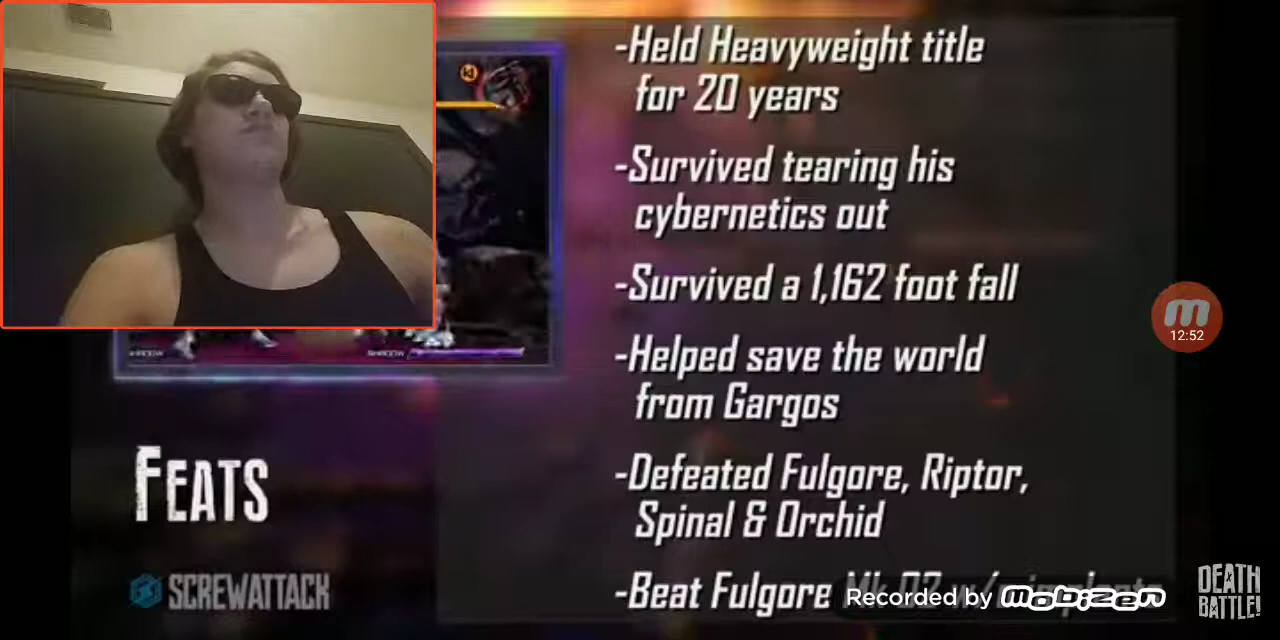 -Held Heavyweight title
for 20 years
-Survived tearing his
cybernetics out
-Survived a 1,162 foot fall
12:52
-Helped save the world
from Gargos
FEATS
-Defeated Fulgore, Riptor,
Spinal & Orchid
SCREWATTACK
-Beat Fulgore
Recorded by mobizen
DEATH
BATTLE!